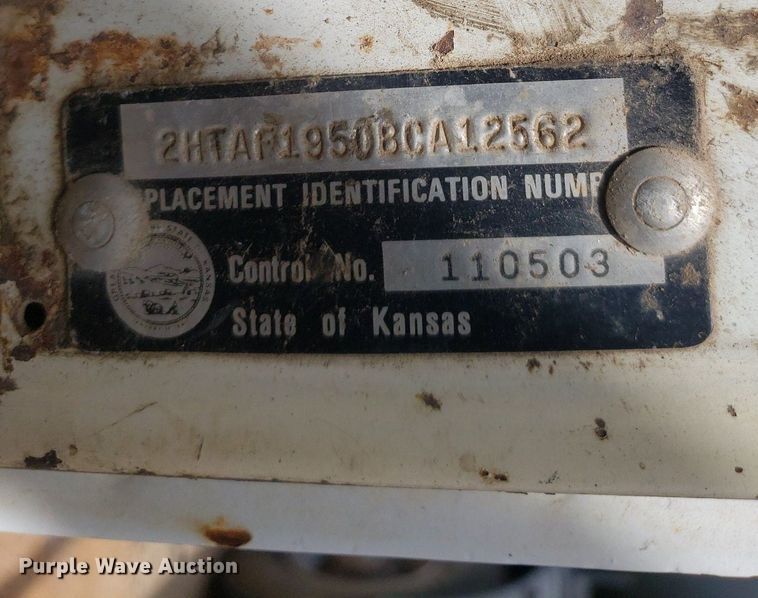 2HTAF1950BCA12562
PLACEMENT IDENTIFICATION NUMB
Control No. 110503
State of Kansas
Purple Wave Auction